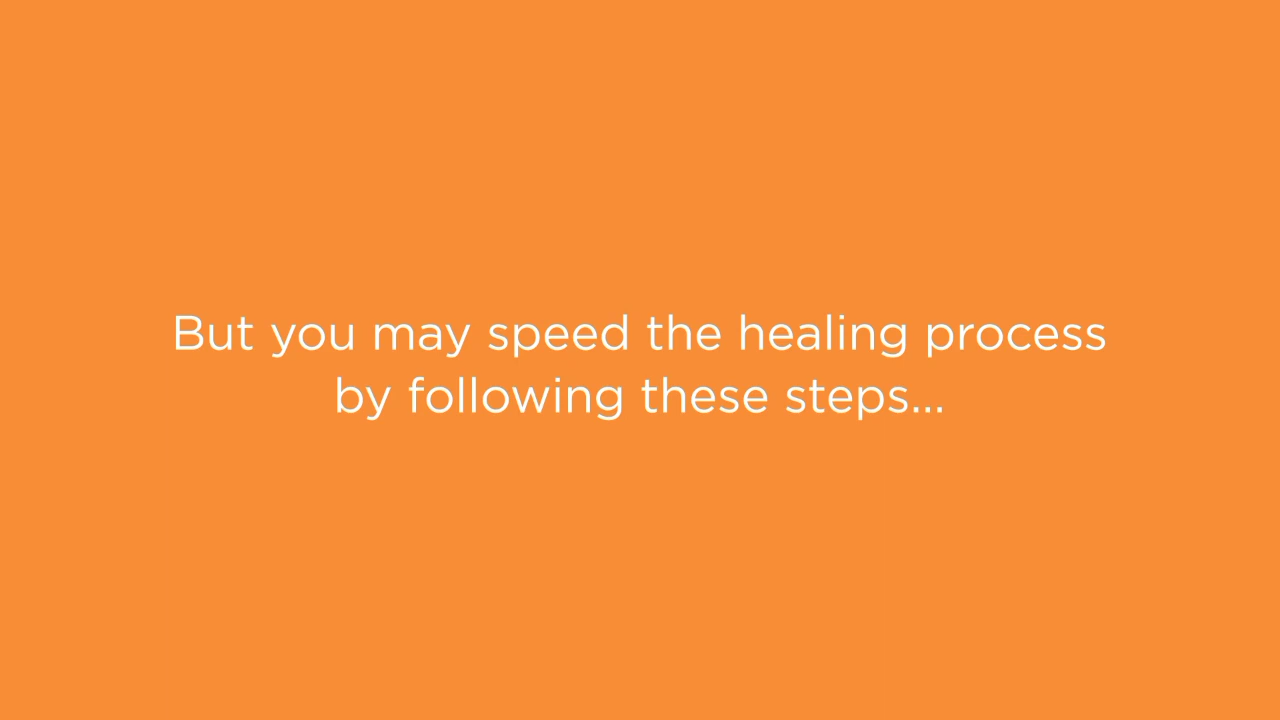 But you may speed the healing process
by following these steps...